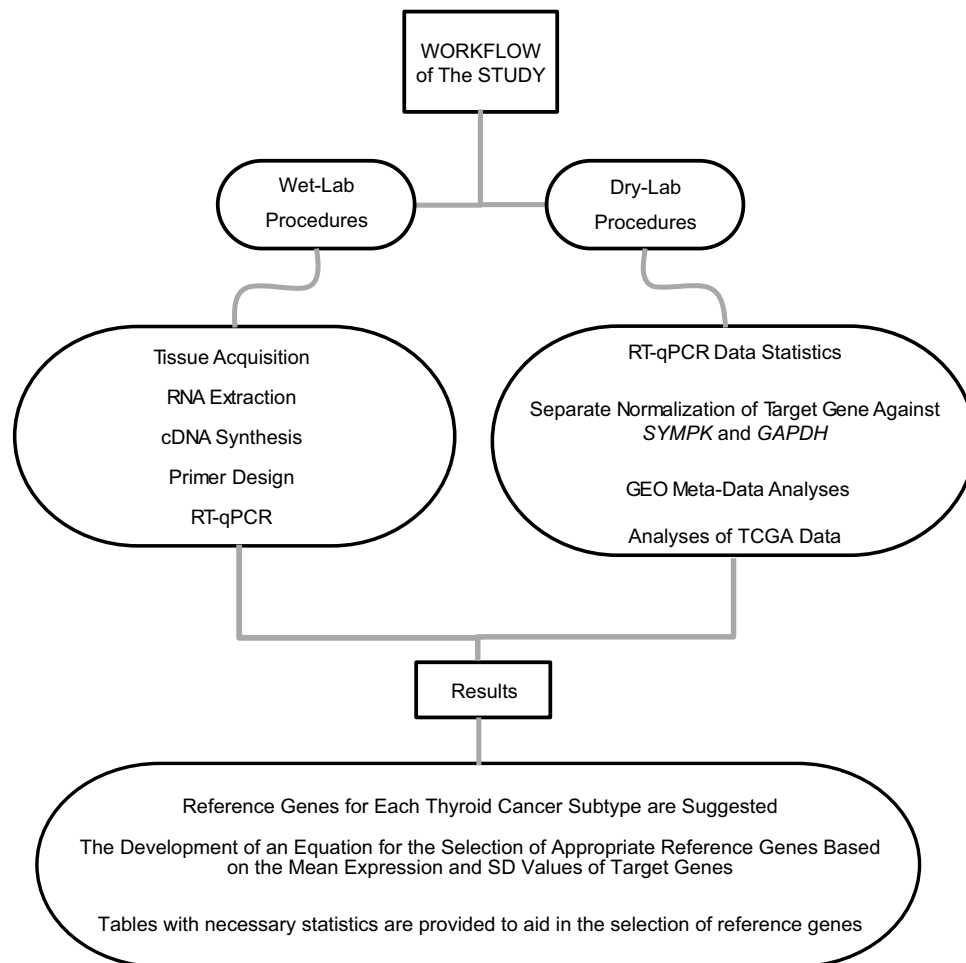 WORKFLOW
of The STUDY
Wet-Lab
Procedures
Dry-Lab
Procedures
Tissue Acquisition
RNA Extraction
cDNA Synthesis
Primer Design
RT-qPCR
RT-qPCR Data Statistics
Separate Normalization of Target Gene Against
SYMPK and GAPDH
GEO Meta-Data Analyses
Analyses of TCGA Data
Results
Reference Genes for Each Thyroid Cancer Subtype are Suggested
The Development of an Equation for the Selection of Appropriate Reference Genes Based
on the Mean Expression and SD Values of Target Genes
Tables with necessary statistics are provided to aid in the selection of reference genes